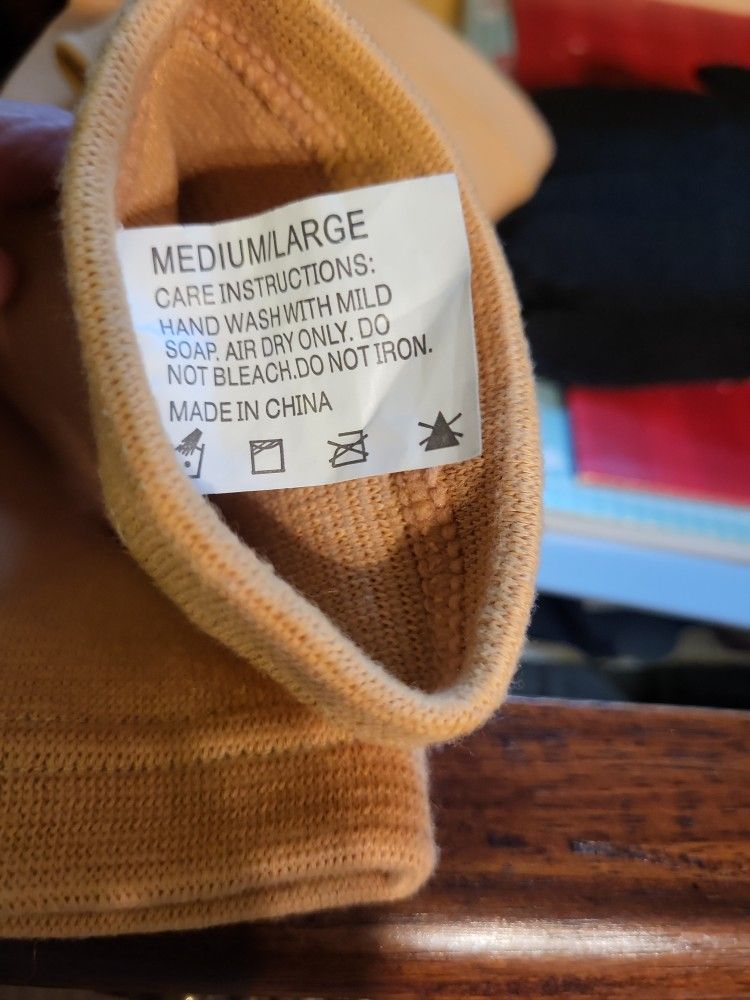 MEDIUM/LARGE
CARE INSTRUCTIONS:
HAND WASH WITH MILD
SOAP. AIR DRY ONLY. DO
NOT BLEACH.DO NOT IRON.
MADE IN CHINA